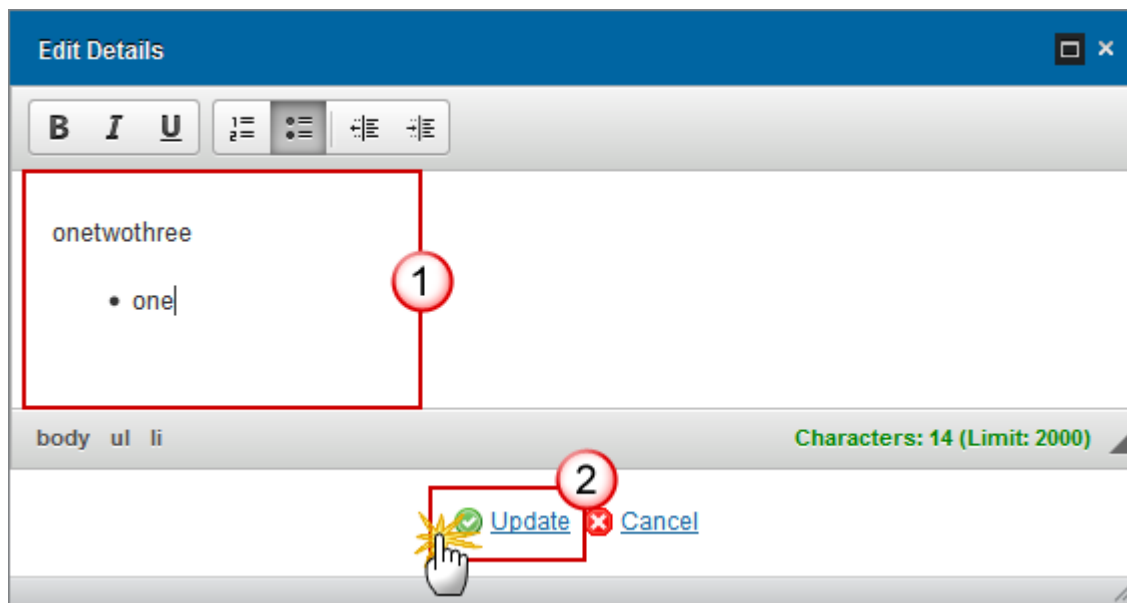 Edit Details
B I U
onetwothree
1
• one
body ul li Characters: 14 (Limit: 2000)
2
Update Cancel